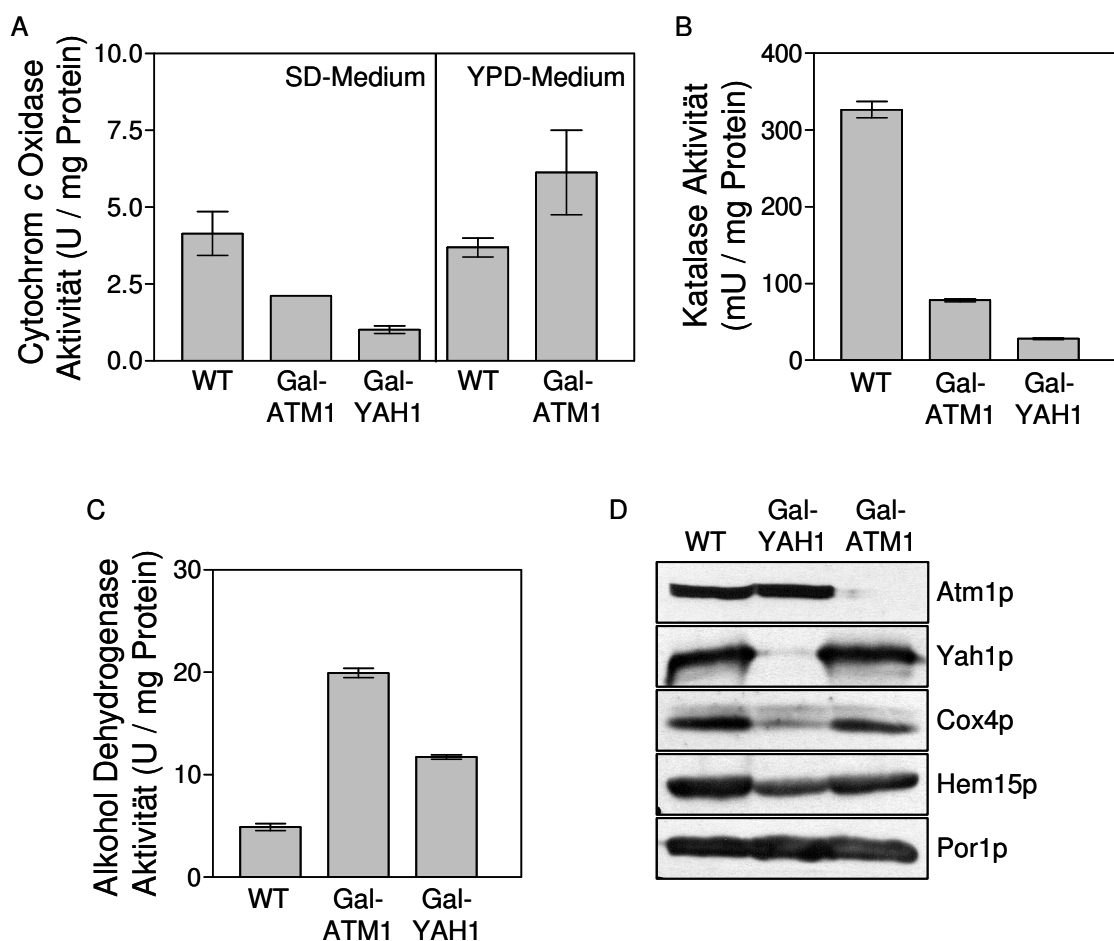 A
Cytochrom c Oxidase
Aktivität (U / mg Protein)
10.0
7.5
5.0
2.5
0.0
SD-Medium
YPD-Medium
WT
Gal-
ATM1
Gal-
YAH1
WT
Gal-
ATM1
B
Katalase Aktivität
(mU / mg Protein)
400
300
200
100
0
WT
Gal-
ATM1
Gal-
YAH1
C
Alkohol Dehydrogenase
Aktivität (U / mg Protein)
30
20
10
0
WT
Gal-
ATM1
Gal-
YAH1
D
WT
Gal-
YAH1
Gal-
ATM1
Atm1p
Yah1p
Cox4p
Hem15p
Por1p